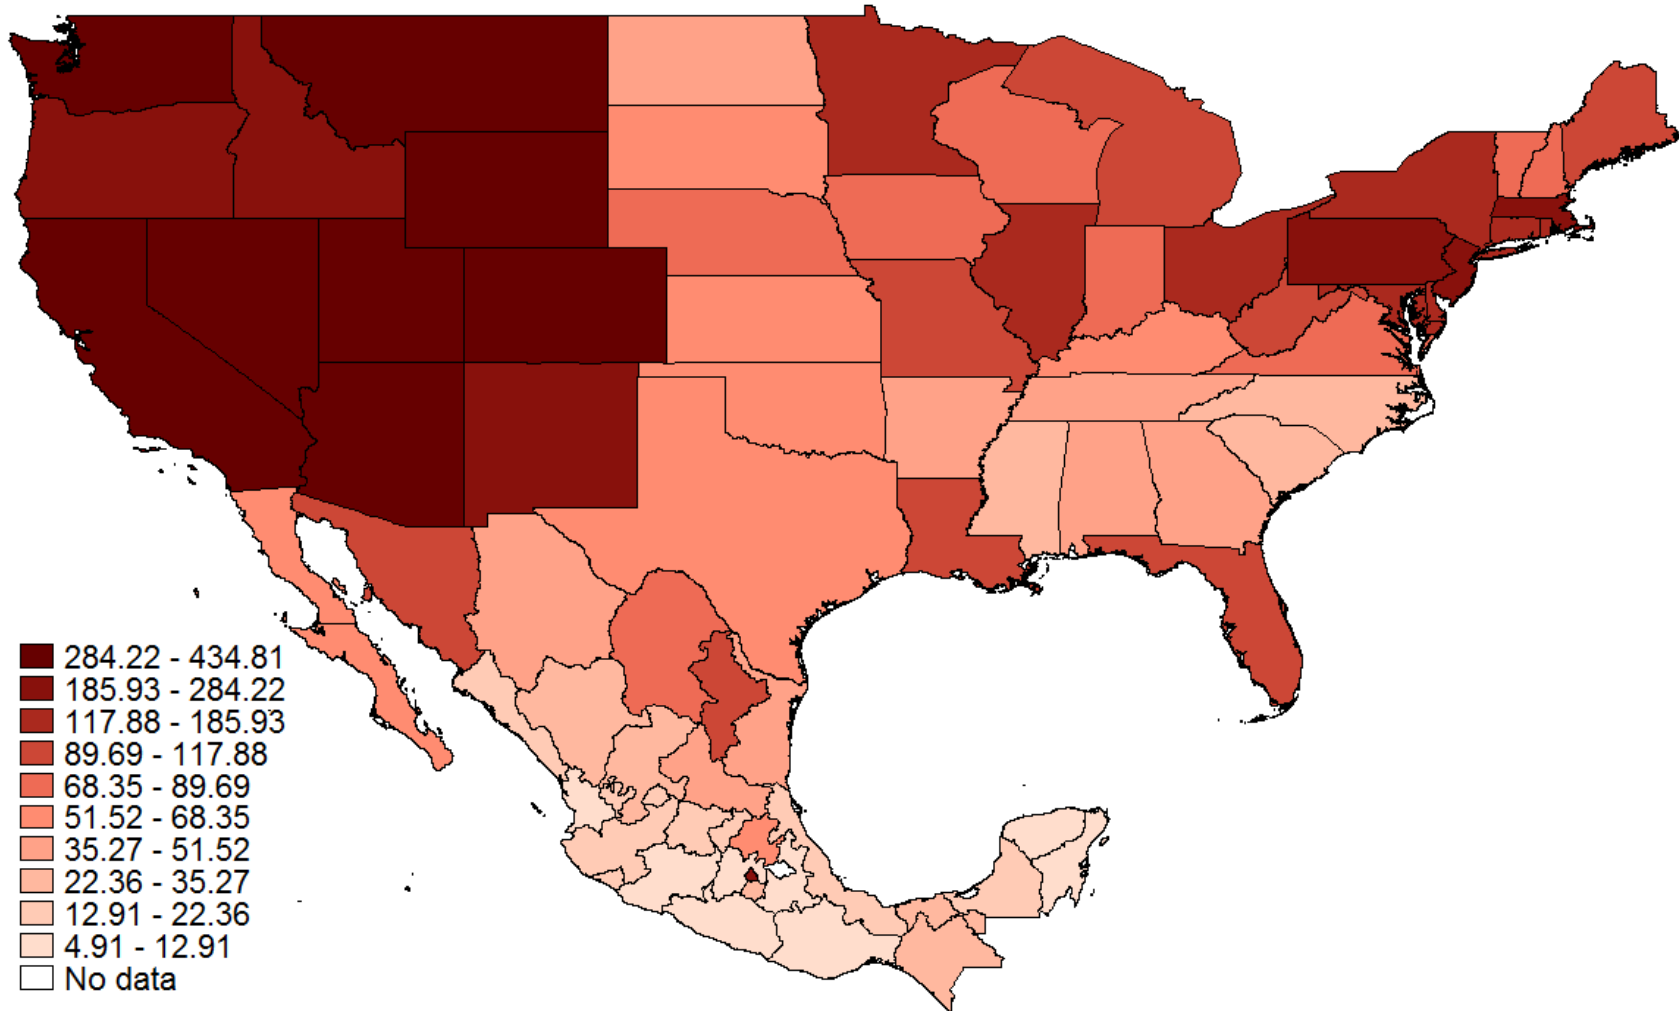 284.22 - 434.81
185.93 - 284.22
117.88 - 185.93
89.69 - 117.88
68.35 - 89.69
51.52 - 68.35
35.27 - 51.52
22.36 - 35.27
12.91 - 22.36
4.91 - 12.91
No data